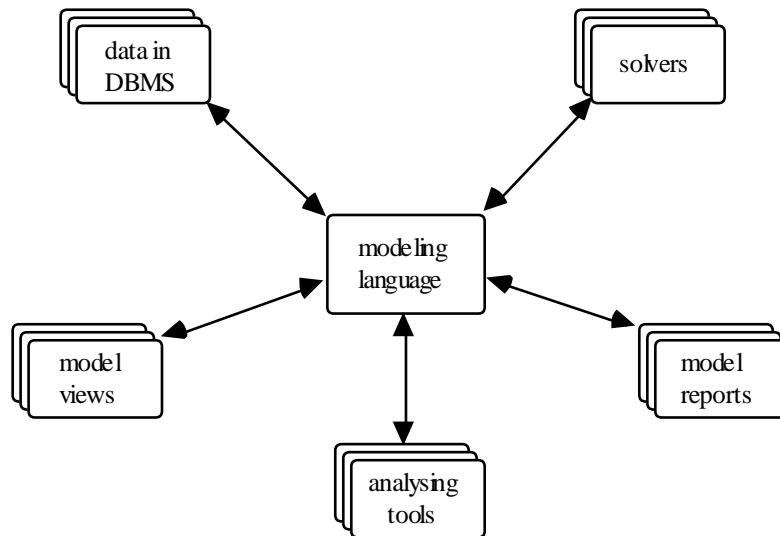 data in
DBMS
solvers
modeling
language
model
views
model
reports
analysing
tools